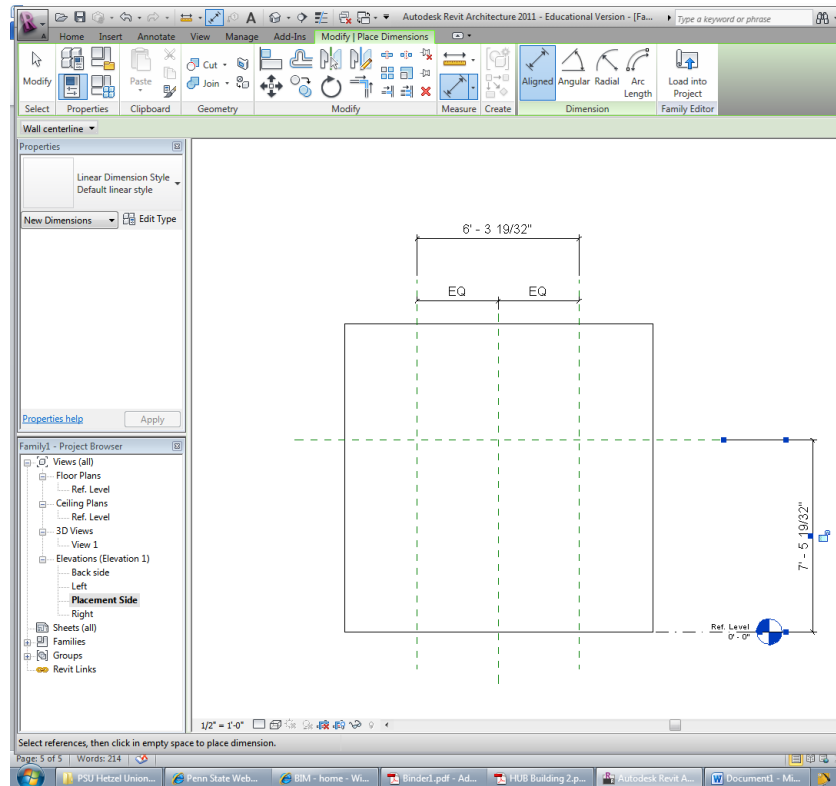 Autodesk Revit Architecture 2011 - Educational Version - [Fa...
Type a keyword or phrase
R
A
A
Home Insert Annotate View Manage Add-Ins Modify | Place Dimensions
Modify
Paste
Cut
Join
Aligned Angular Radial Arc Length
Load into Project
Select Properties Clipboard Geometry Modify Measure Create Dimension Family Editor
Wall centerline
Properties
Linear Dimension Style
Default linear style
New Dimensions
Edit Type
Properties help
Apply
Family1 - Project Browser
Views (all)
Floor Plans
Ref. Level
Ceiling Plans
Ref. Level
3D Views
View 1
Elevations (Elevation 1)
Back side
Left
Placement Side
Right
Sheets (all)
Families
Groups
Revit Links
6' - 3 19/32"
EQ EQ
7' - 5 19/32"
Ref. Level
0' - 0"
1/2" = 1'-0"
Select references, then click in empty space to place dimension.
Page: 5 of 5 Words: 214
PSU Hetzel Union... Penn State Web... BIM - home - Wi... Binder1.pdf - Ad... HUB Building 2.p... Autodesk Revit A... Document1 - Mi...
W